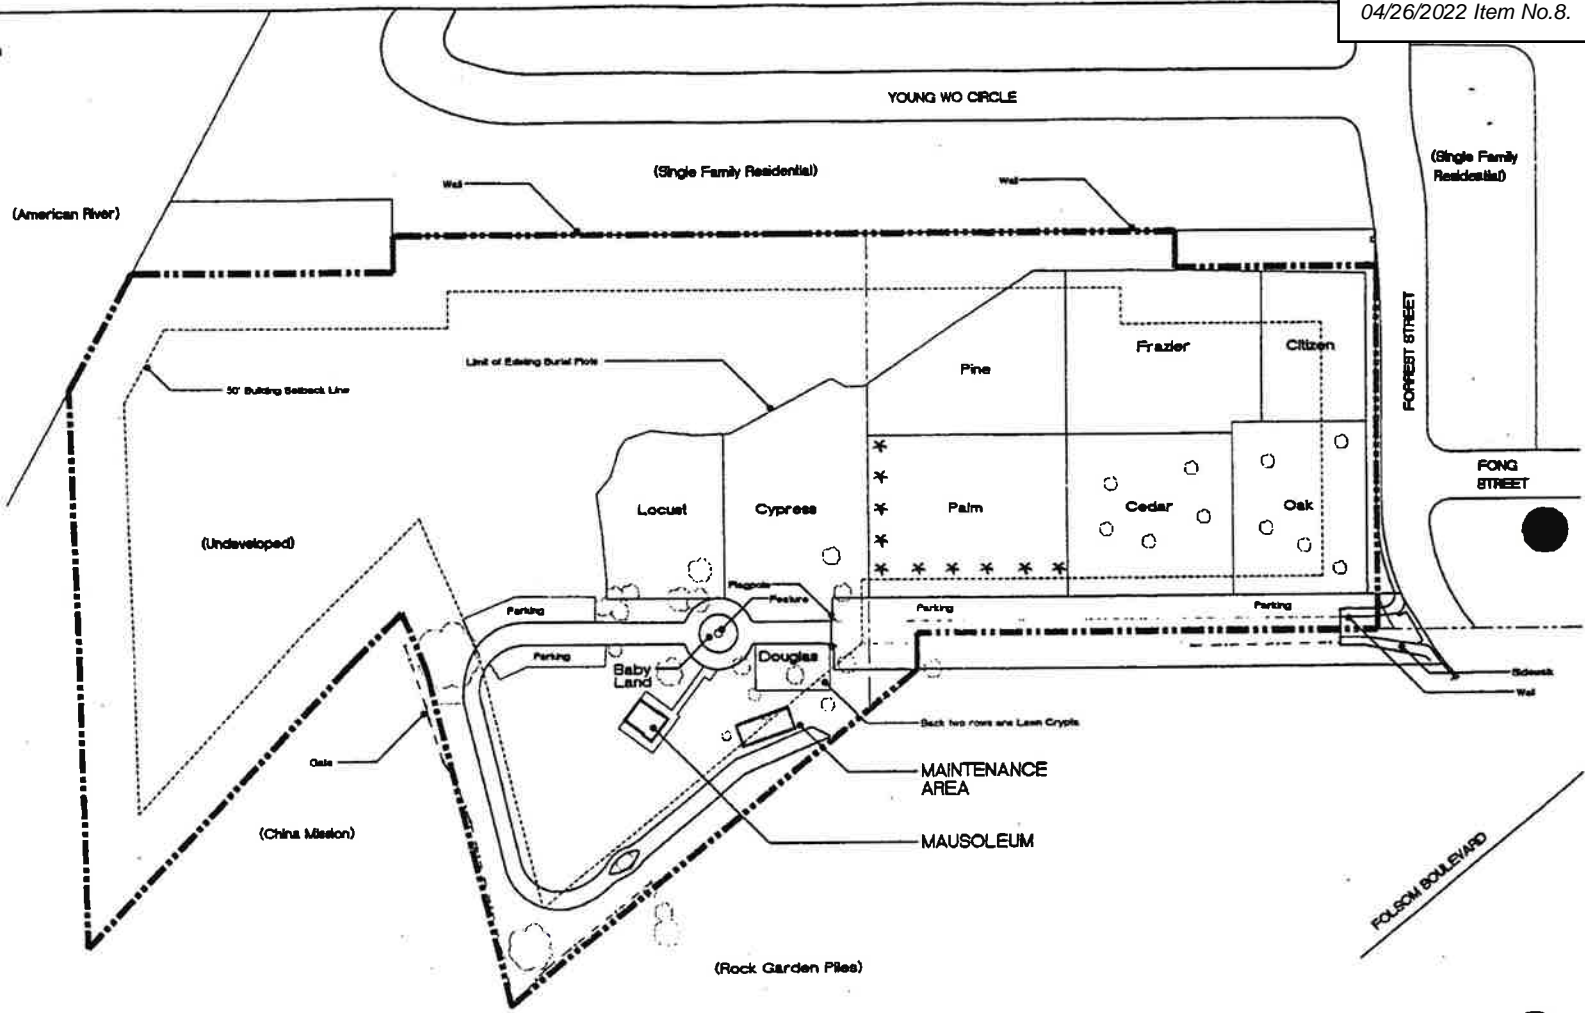 04/26/2022 Item No.8.
YOUNG WO CIRCLE
(Single Family Residential)
(Single Family
Residential)
Wall
Wall
(American River)
FORREST STREET
Frazier
Citizen
Pine
Limit of Existing Burial Plots
50' Building Setback Line
FONG
STREET
Locust
Cypress
Palm
Cedar
Oak
(Undeveloped)
Flagpole
Feature
Parking
Parking
Parking
Parking
Baby
Land
Douglas
Sidewalk
Wall
Back two rows are Lawn Crypts
Gate
MAINTENANCE
AREA
(China Mission)
MAUSOLEUM
FOLSOM BOULEVARD
(Rock Garden Piles)